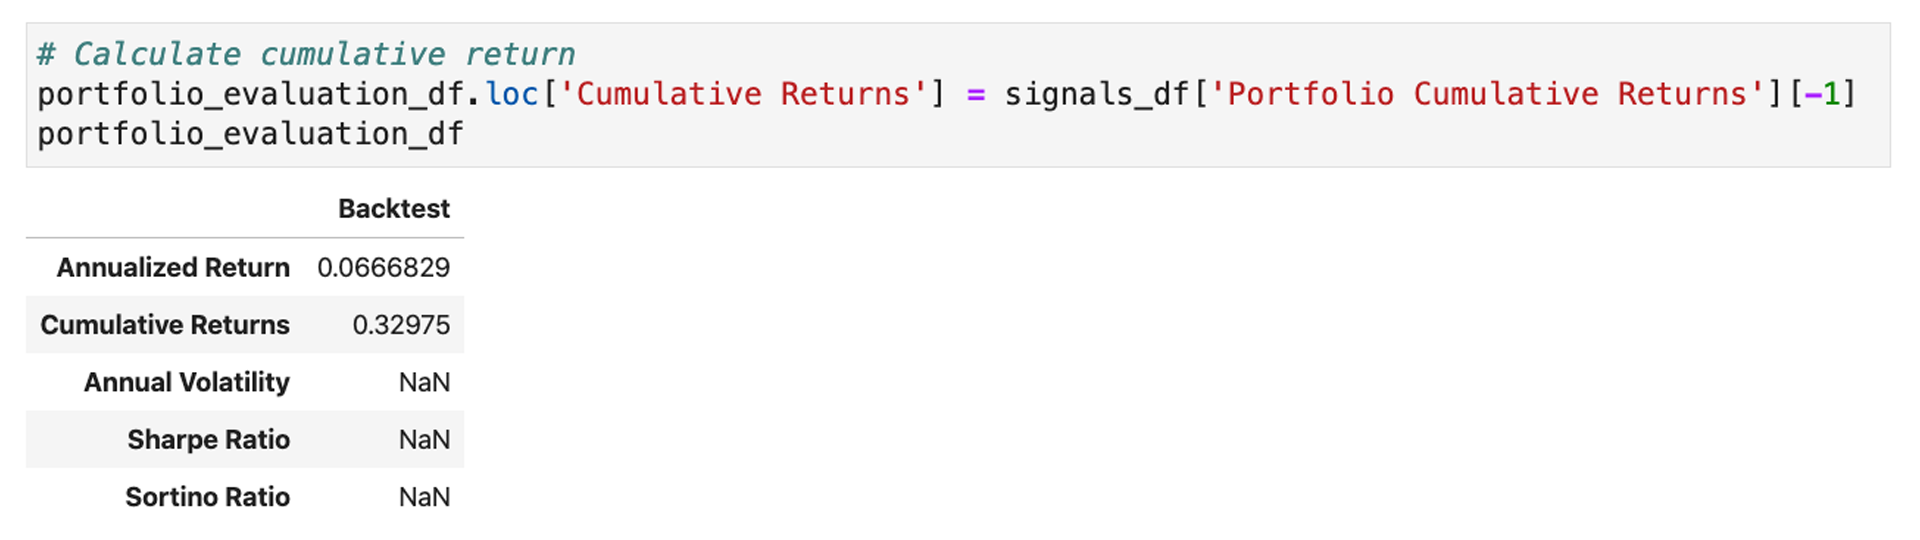 # Calculate cumulative return
portfolio_evaluation_df.loc['Cumulative Returns'] = signals_df['Portfolio Cumulative Returns'][-1]
portfolio_evaluation_df
Backtest
Annualized Return 0.0666829
Cumulative Returns 0.32975
Annual Volatility NaN
Sharpe Ratio NaN
Sortino Ratio NaN